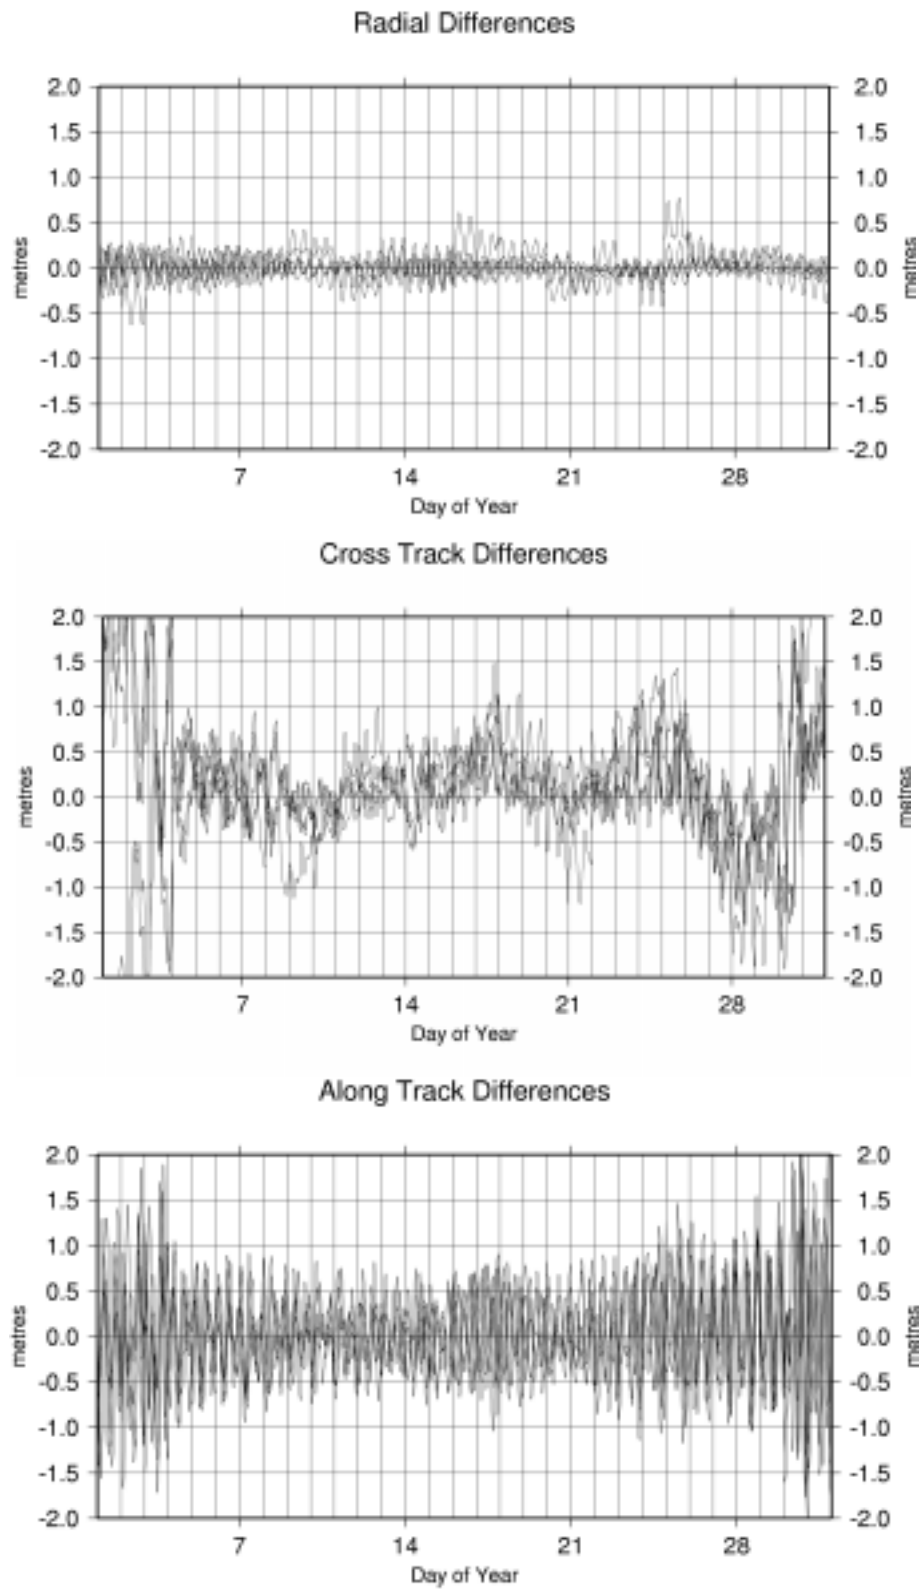 Radial Differences
2.0 2.0
1.5 1.5
1.0 1.0
0.5 0.5
0.0 0.0
-0.5 -0.5
-1.0 -1.0
-1.5 -1.5
-2.0 -2.0
metres metres
7 14 21 28
Day of Year
Cross Track Differences
2.0 2.0
1.5 1.5
1.0 1.0
0.5 0.5
0.0 0.0
-0.5 -0.5
-1.0 -1.0
-1.5 -1.5
-2.0 -2.0
metres metres
7 14 21 28
Day of Year
Along Track Differences
2.0 2.0
1.5 1.5
1.0 1.0
0.5 0.5
0.0 0.0
-0.5 -0.5
-1.0 -1.0
-1.5 -1.5
-2.0 -2.0
metres metres
7 14 21 28
Day of Year